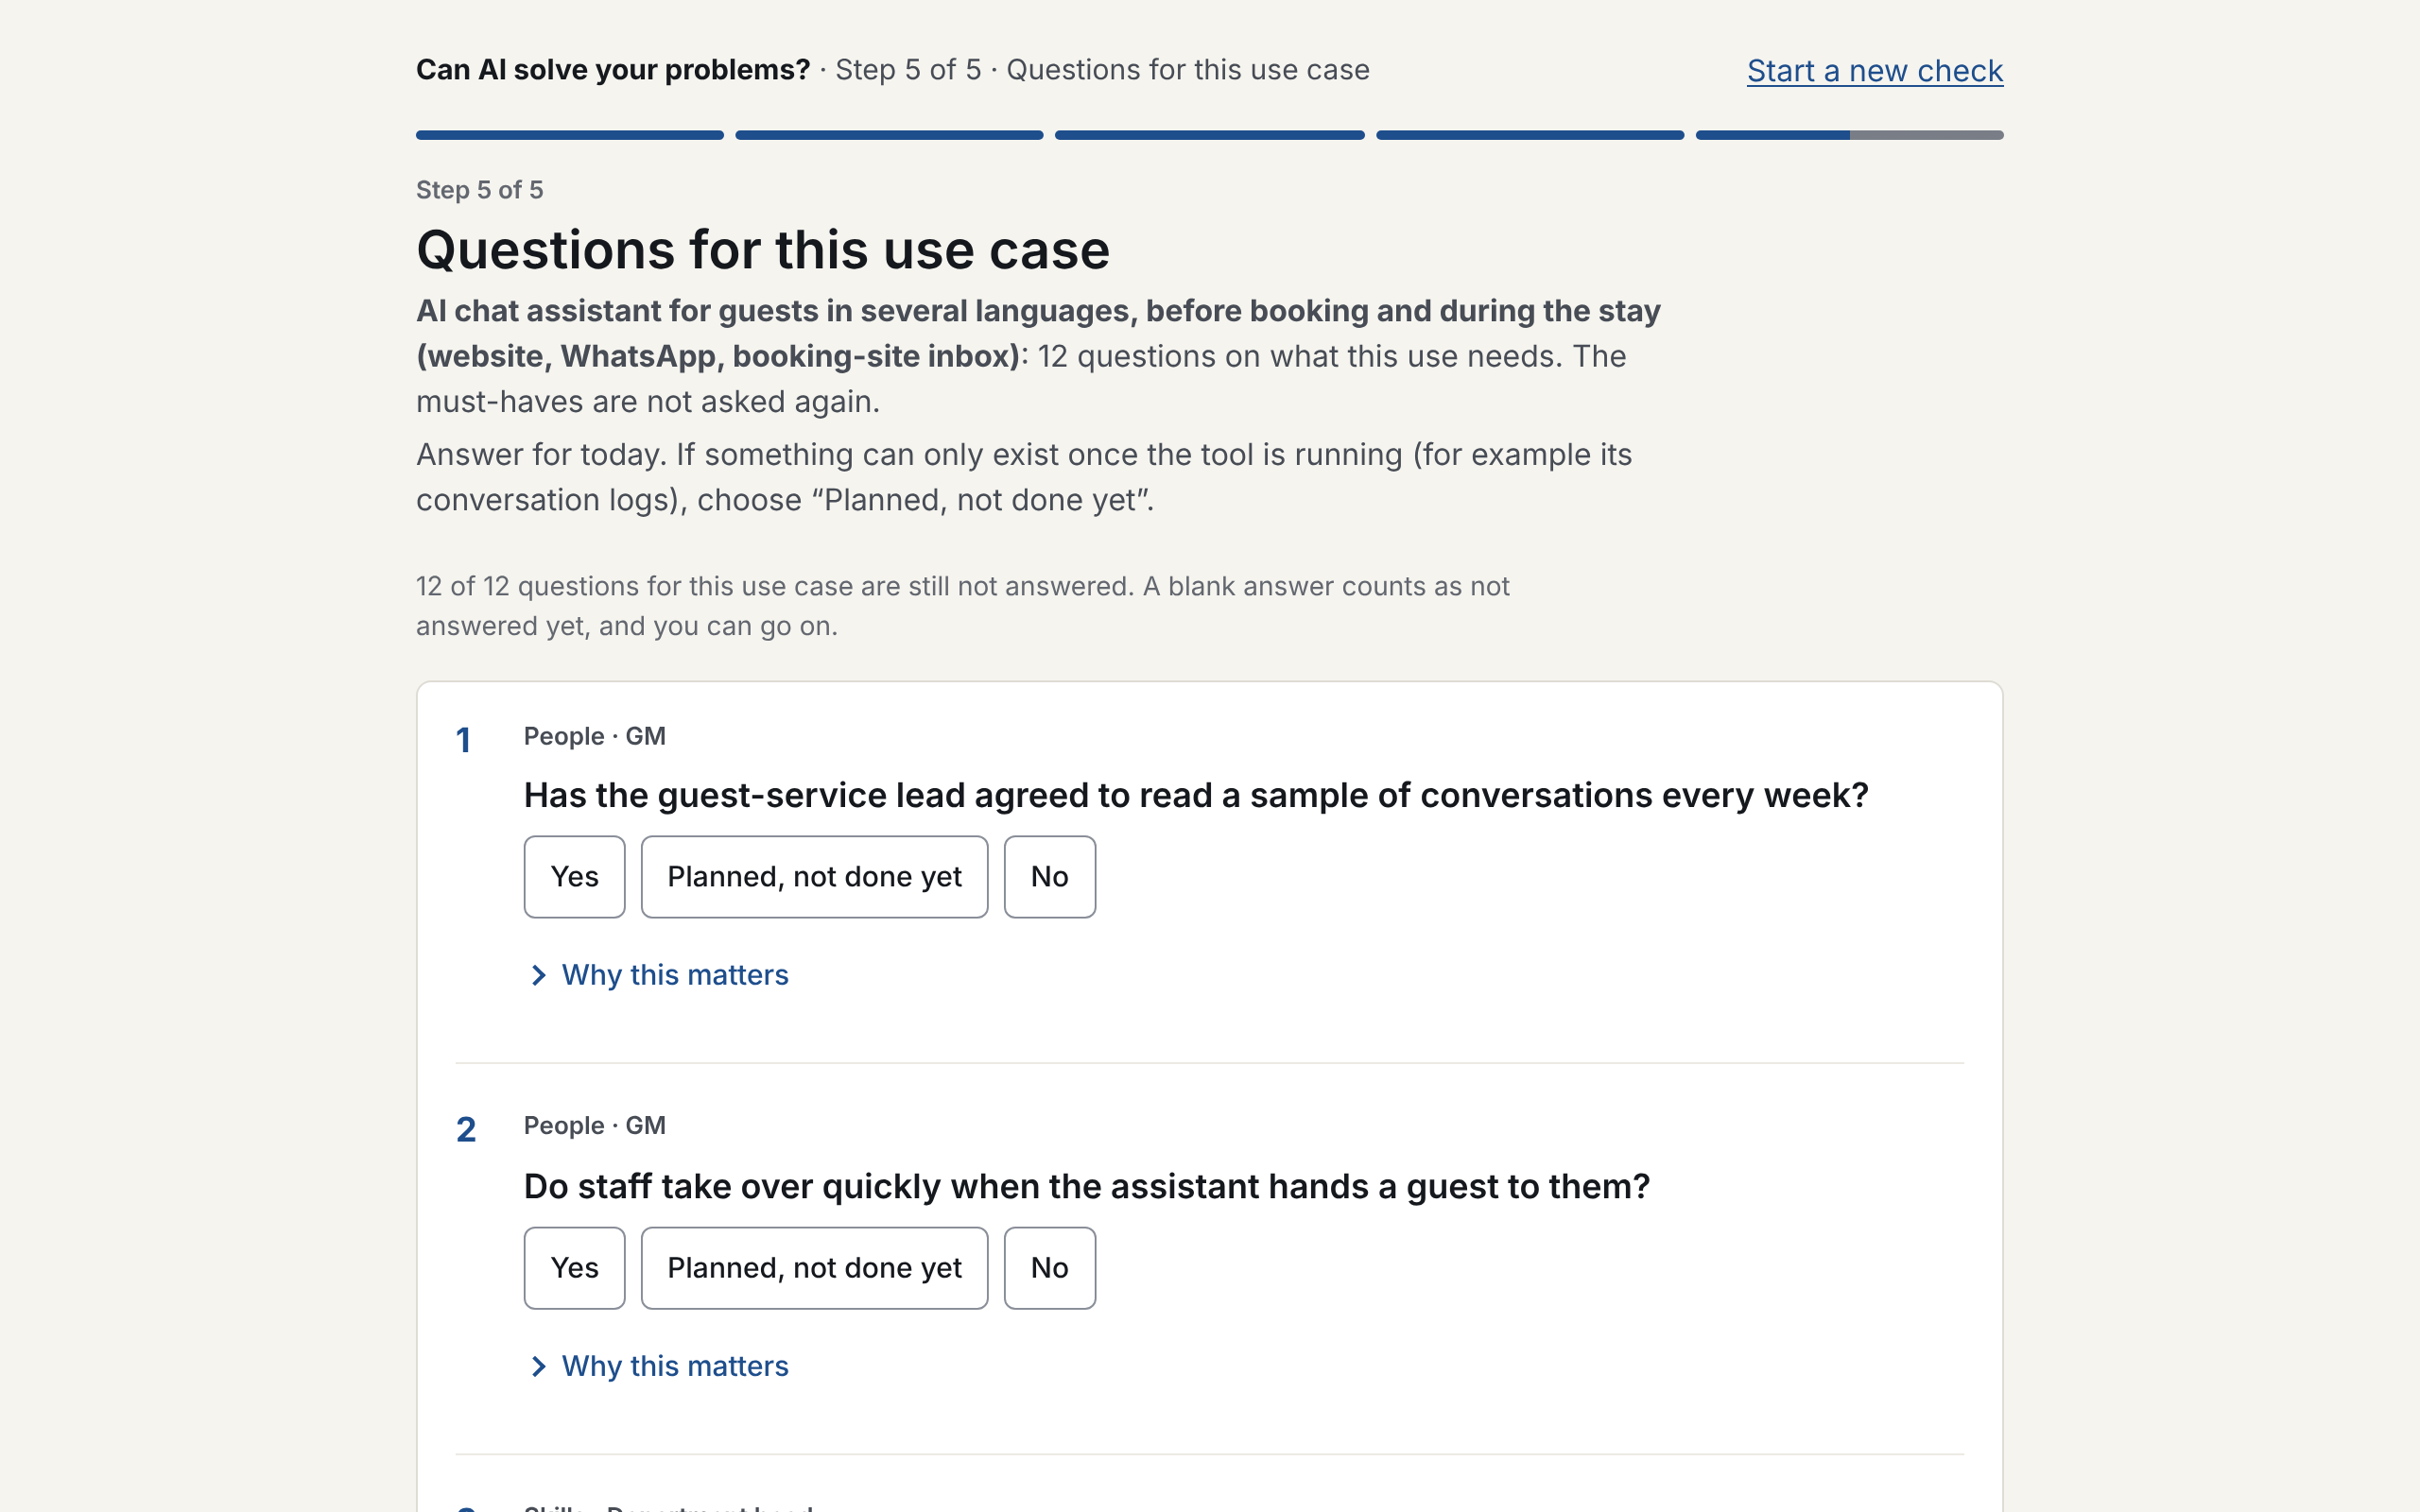 Can AI solve your problems? · Step 5 of 5 · Questions for this use case
Start a new check
Step 5 of 5
Questions for this use case
AI chat assistant for guests in several languages, before booking and during the stay
(website, WhatsApp, booking-site inbox): 12 questions on what this use needs. The
must-haves are not asked again.
Answer for today. If something can only exist once the tool is running (for example its
conversation logs), choose “Planned, not done yet”.
12 of 12 questions for this use case are still not answered. A blank answer counts as not
answered yet, and you can go on.
1
People · GM
Has the guest-service lead agreed to read a sample of conversations every week?
Yes
Planned, not done yet
No
Why this matters
2
People · GM
Do staff take over quickly when the assistant hands a guest to them?
Yes
Planned, not done yet
No
Why this matters